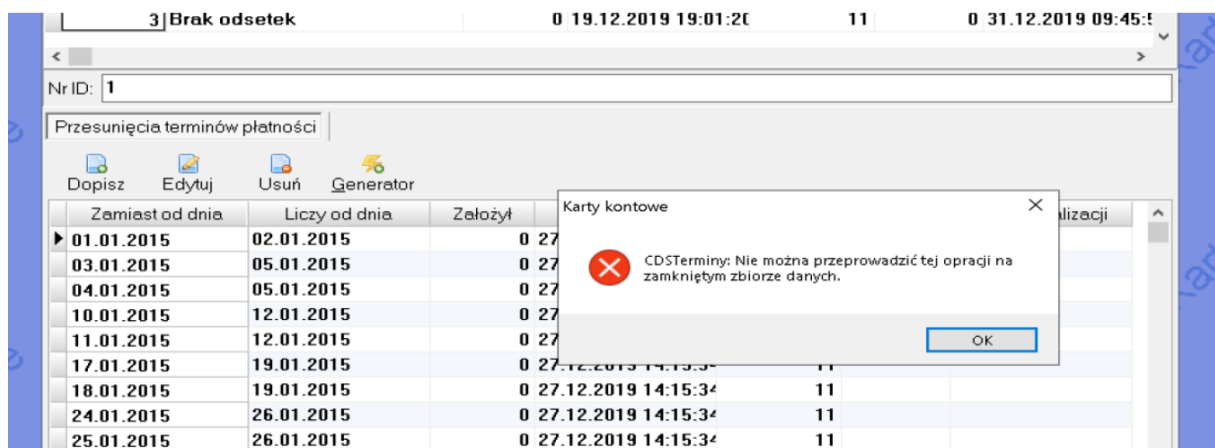 3 Brak odsetek 0 19.12.2019 19:01:20 11 0 31.12.2019 09:45:5
Nr ID: 1
Przesunięcia terminów płatności
Dopisz Edytuj Usuń Generator
Zamiast od dnia Liczy od dnia Założył alizacji
01.01.2015 02.01.2015 0 27
03.01.2015 05.01.2015 0 27
04.01.2015 05.01.2015 0 27
10.01.2015 12.01.2015 0 27
11.01.2015 12.01.2015 0 27
17.01.2015 19.01.2015 0 27.12.2019 14:15:34 11
18.01.2015 19.01.2015 0 27.12.2019 14:15:34 11
24.01.2015 26.01.2015 0 27.12.2019 14:15:34 11
25.01.2015 26.01.2015 0 27.12.2019 14:15:34 11
Karty kontowe
CDSTerminy: Nie można przeprowadzić tej opracji na
zamkniętym zbiorze danych.
OK